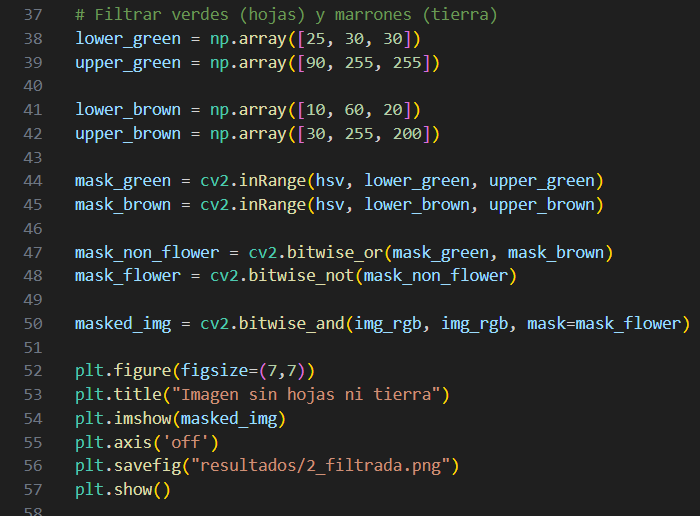 37 # Filtrar verdes (hojas) y marrones (tierra)
38 lower_green = np.array([25, 30, 30])
39 upper_green = np.array([90, 255, 255])
40
41 lower_brown = np.array([10, 60, 20])
42 upper_brown = np.array([30, 255, 200])
43
44 mask_green = cv2.inRange(hsv, lower_green, upper_green)
45 mask_brown = cv2.inRange(hsv, lower_brown, upper_brown)
46
47 mask_non_flower = cv2.bitwise_or(mask_green, mask_brown)
48 mask_flower = cv2.bitwise_not(mask_non_flower)
49
50 masked_img = cv2.bitwise_and(img_rgb, img_rgb, mask=mask_flower)
51
52 plt.figure(figsize=(7,7))
53 plt.title("Imagen sin hojas ni tierra")
54 plt.imshow(masked_img)
55 plt.axis('off')
56 plt.savefig("resultados/2_filtrada.png")
57 plt.show()
58